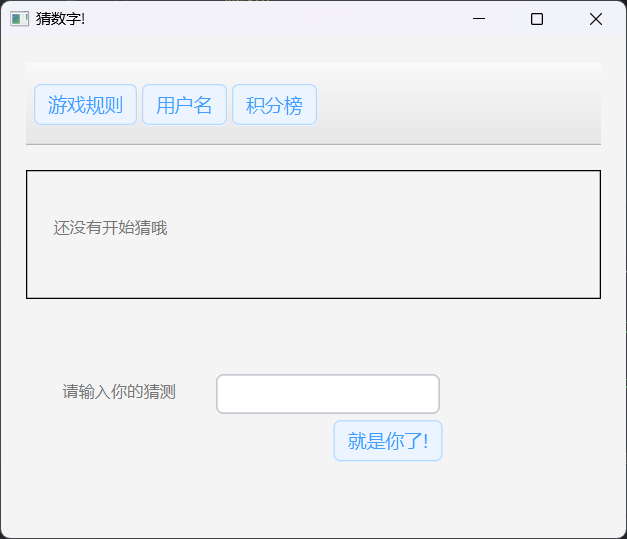 猜数字!
游戏规则 用户名 积分榜
还没有开始猜哦
请输入你的猜测
就是你了!